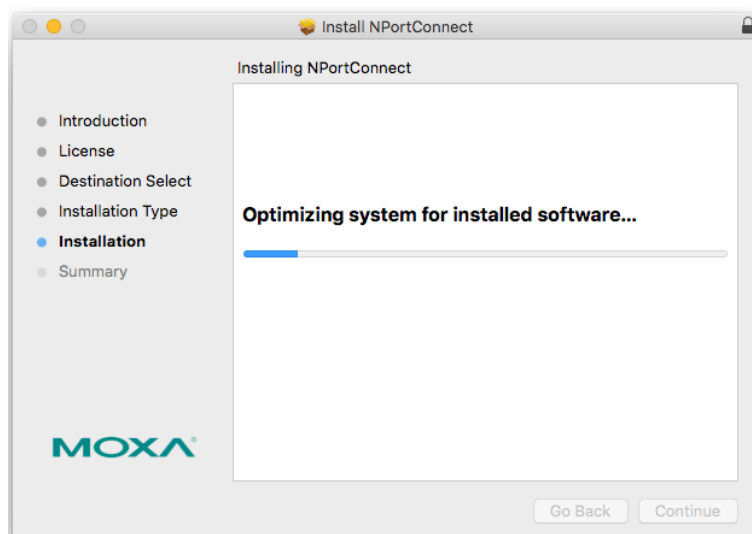 Install NPortConnect
Installing NPortConnect
Introduction
License
Destination Select
Installation Type
Installation
Summary
Optimizing system for installed software...
MOXA®
Go Back
Continue